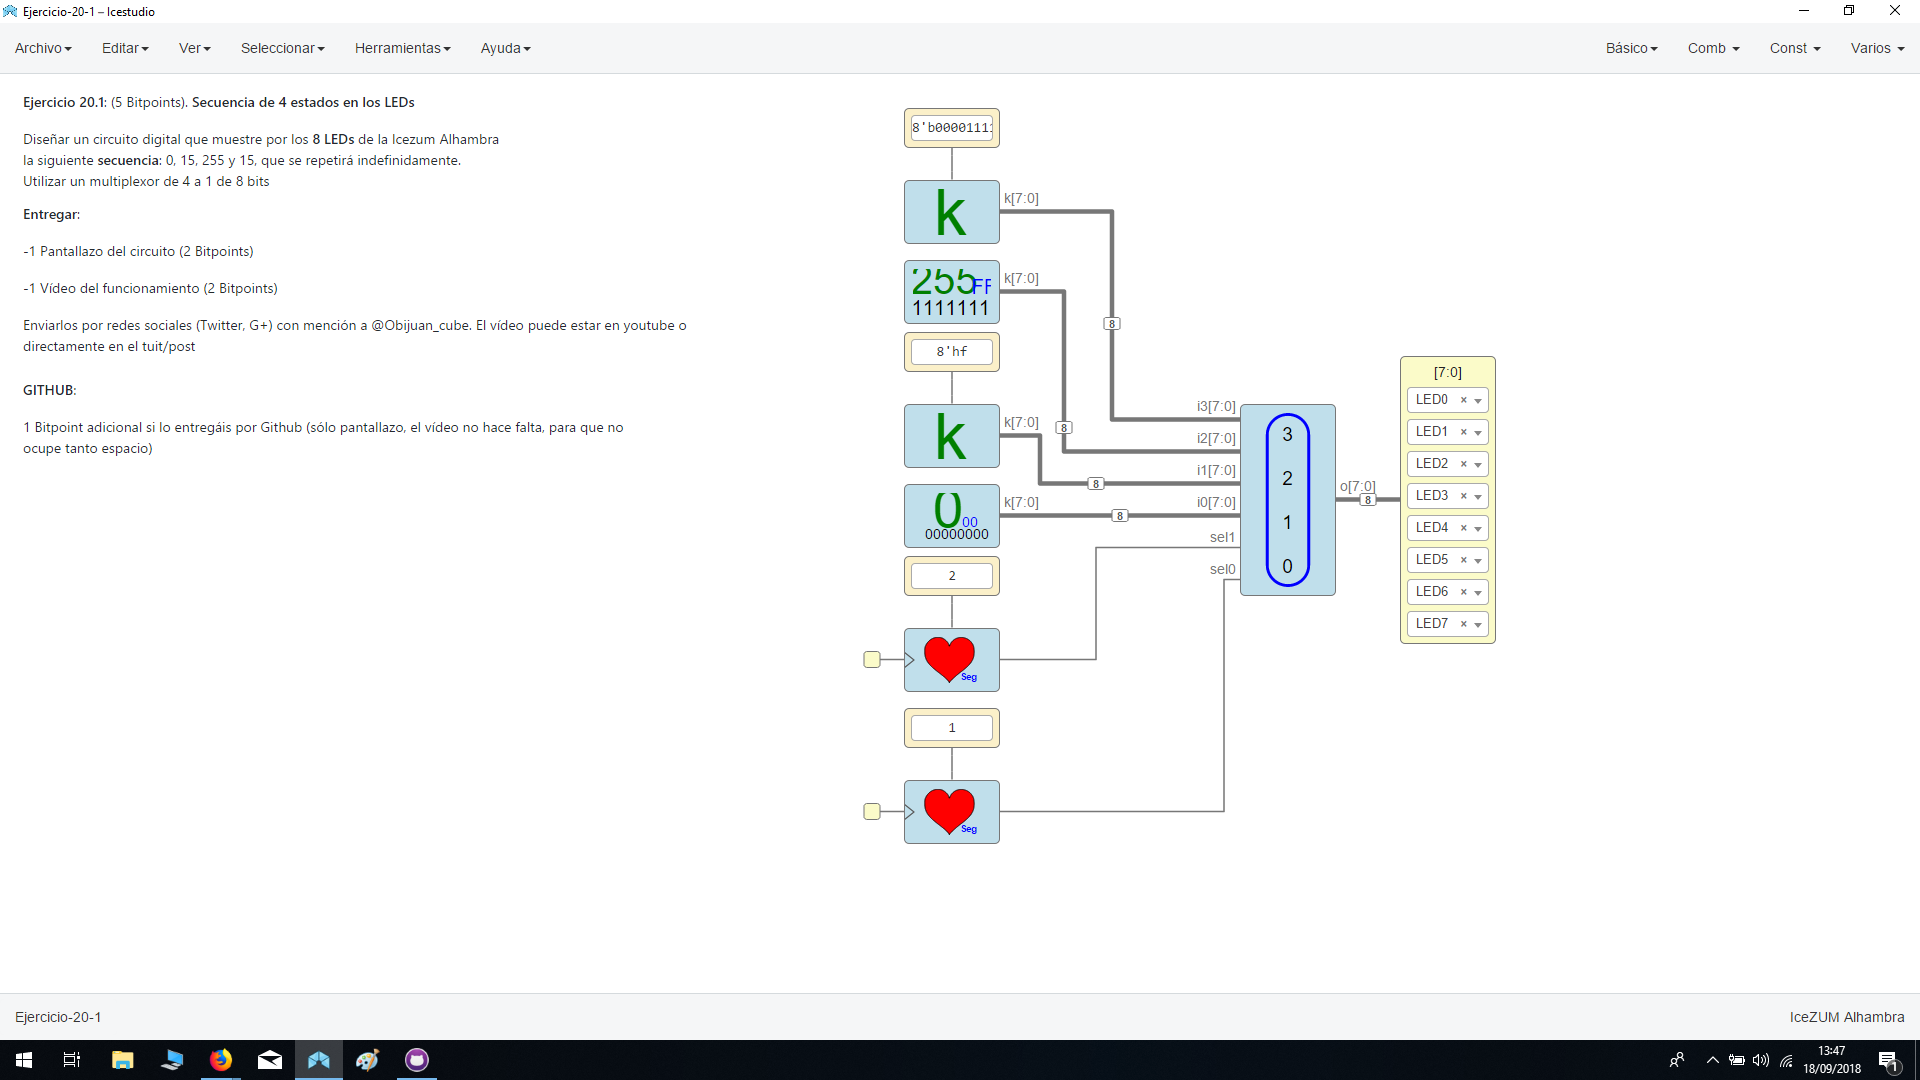 Ejercicio-20-1 – Icestudio
Archivo Editar Ver Seleccionar Herramientas Ayuda Básico Comb Const Varios
Ejercicio 20.1: (5 Bitpoints). Secuencia de 4 estados en los LEDs
Diseñar un circuito digital que muestre por los 8 LEDs de la Icezum Alhambra
la siguiente secuencia: 0, 15, 255 y 15, que se repetirá indefinidamente.
Utilizar un multiplexor de 4 a 1 de 8 bits
Entregar:
-1 Pantallazo del circuito (2 Bitpoints)
-1 Vídeo del funcionamiento (2 Bitpoints)
Enviarlos por redes sociales (Twitter, G+) con mención a @Obijuan_cube. El vídeo puede estar en youtube o
directamente en el tuit/post
GITHUB:
1 Bitpoint adicional si lo entregáis por Github (sólo pantallazo, el vídeo no hace falta, para que no
ocupe tanto espacio)
8'b0000111
k
k[7:0]
255 FF
1111111
k[7:0]
8
8'hf
k
k[7:0]
8
8
0 00
00000000
k[7:0]
8
2
Seg
1
Seg
i3[7:0]
i2[7:0]
i1[7:0]
i0[7:0]
sel1
sel0
3
2
1
0
o[7:0]
8
[7:0]
LED0 ×
LED1 ×
LED2 ×
LED3 ×
LED4 ×
LED5 ×
LED6 ×
LED7 ×
Ejercicio-20-1 IceZUM Alhambra
13:47
18/09/2018
1